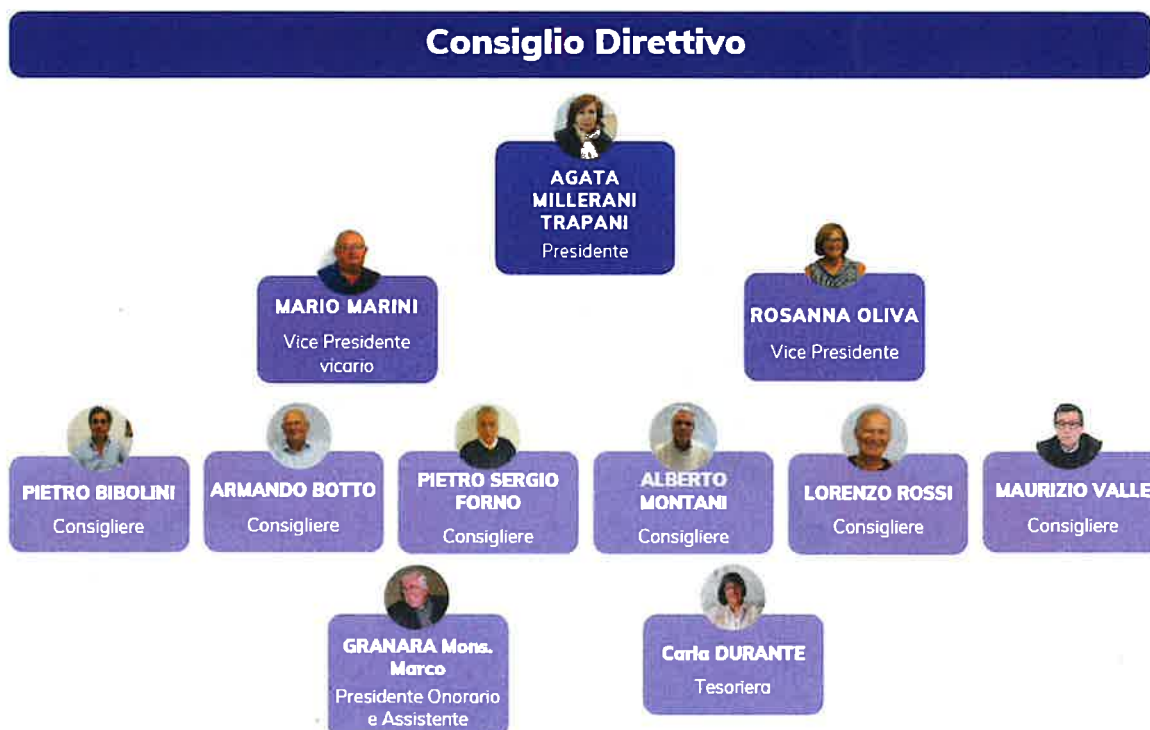 Consiglio Direttivo
AGATA
MILLERANI
TRAPANI
Presidente
MARIO MARINI
Vice Presidente
vicario
ROSANNA OLIVA
Vice Presidente
PIETRO BIBOLINI
Consigliere
ARMANDO BOTTO
Consigliere
PIETRO SERGIO
FORNO
Consigliere
ALBERTO
MONTANI
Consigliere
LORENZO ROSSI
Consigliere
MAURIZIO VALLE
Consigliere
GRANARA Mons.
Marco
Presidente Onorario
e Assistente
Carla DURANTE
Tesoriera